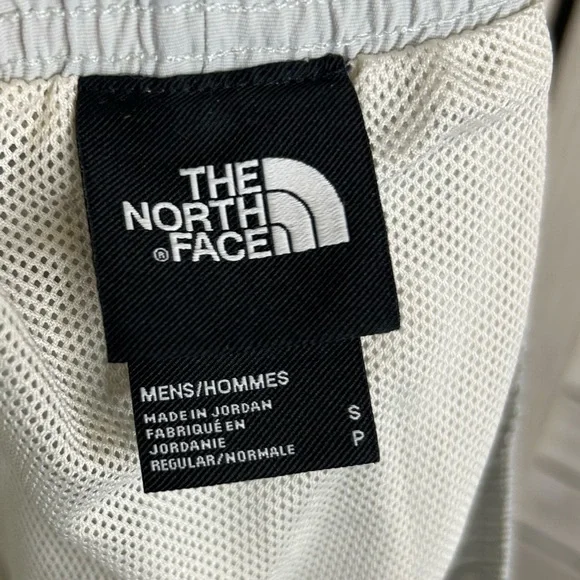 THE
NORTH
®FACE
MENS/HOMMES
MADE IN JORDAN S
FABRIQUÉ EN
JORDANIE P
REGULAR/NORMALE